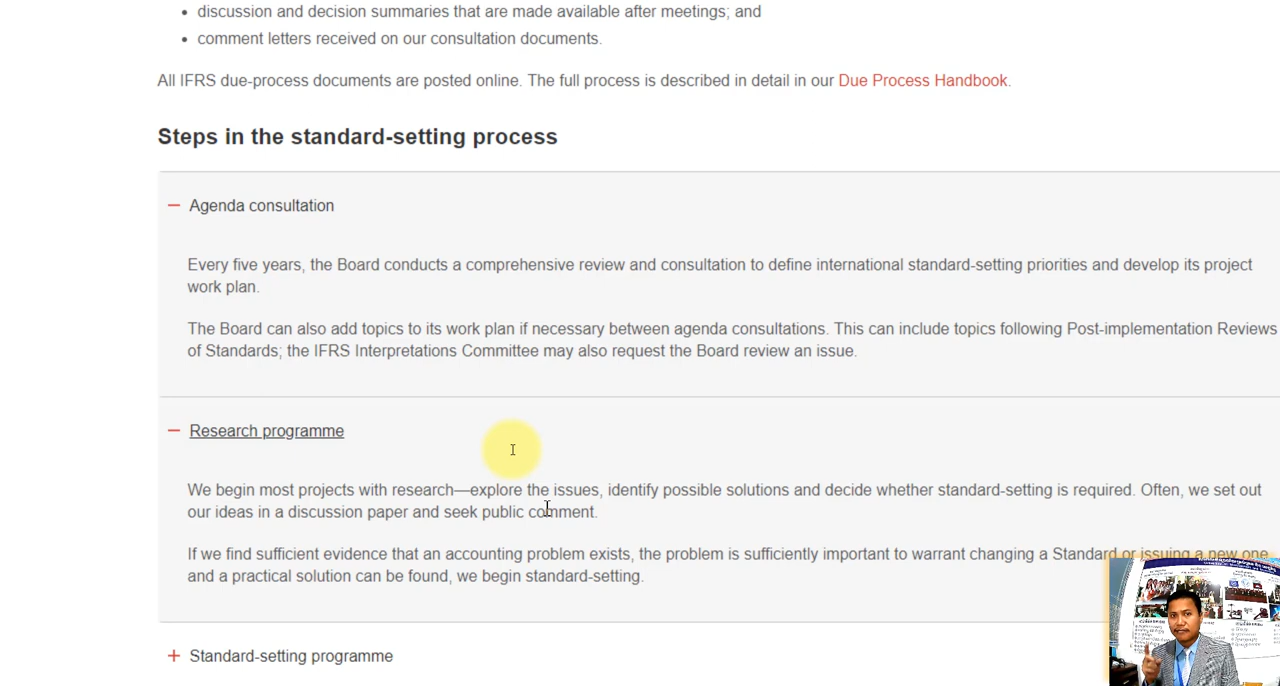 discussion and decision summaries that are made available after meetings; and
comment letters received on our consultation documents.
All IFRS due-process documents are posted online. The full process is described in detail in our Due Process Handbook.
Steps in the standard-setting process
Agenda consultation
Every five years, the Board conducts a comprehensive review and consultation to define international standard-setting priorities and develop its project
work plan.
The Board can also add topics to its work plan if necessary between agenda consultations. This can include topics following Post-implementation Reviews
of Standards; the IFRS Interpretations Committee may also request the Board review an issue.
Research programme
We begin most projects with research—explore the issues, identify possible solutions and decide whether standard-setting is required. Often, we set out
our ideas in a discussion paper and seek public comment.
If we find sufficient evidence that an accounting problem exists, the problem is sufficiently important to warrant changing a Standard or issuing a new one
and a practical solution can be found, we begin standard-setting.
Standard-setting programme